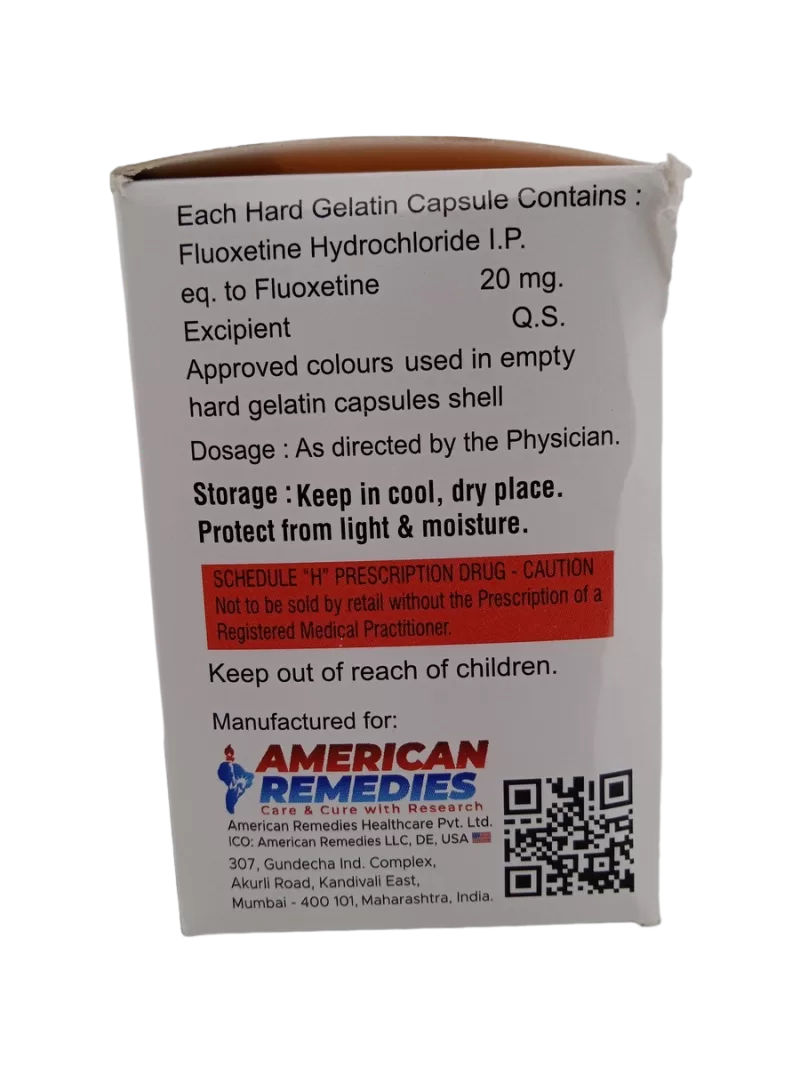 Each Hard Gelatin Capsule Contains :
Fluoxetine Hydrochloride I.P.
eq. to Fluoxetine 20 mg.
Excipient Q.S.
Approved colours used in empty
hard gelatin capsules shell
Dosage : As directed by the Physician.
Storage : Keep in cool, dry place.
Protect from light & moisture.
SCHEDULE "H" PRESCRIPTION DRUG - CAUTION
Not to be sold by retail without the Prescription of a
Registered Medical Practitioner.
Keep out of reach of children.
Manufactured for:
AMERICAN
REMEDIES
Care & Cure with Research
American Remedies Healthcare Pvt. Ltd.
ICO: American Remedies LLC, DE, USA
307, Gundecha Ind. Complex,
Akurli Road, Kandivali East,
Mumbai - 400 101, Maharashtra, India.